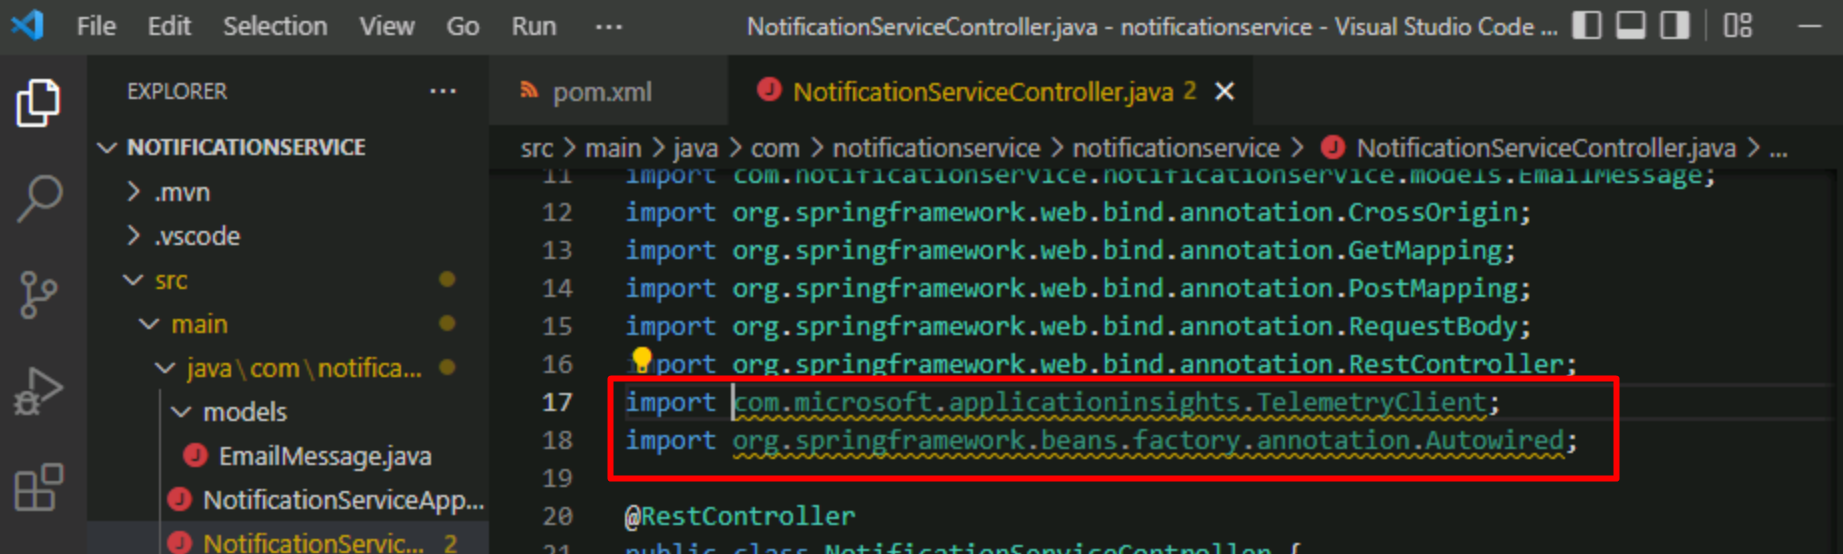 File Edit Selection View Go Run ··· NotificationServiceController.java - notificationservice - Visual Studio Code ...
EXPLORER ···
NOTIFICATIONSERVICE
.mvn
.vscode
src
main
java\com\notifica...
models
EmailMessage.java
NotificationServiceApp...
NotificationServic... 2
pom.xml NotificationServiceController.java 2
src > main > java > com > notificationservice > notificationservice > NotificationServiceController.java > ...
11 import com.notificationservice.notificationservice.models.EmailMessage;
12 import org.springframework.web.bind.annotation.CrossOrigin;
13 import org.springframework.web.bind.annotation.GetMapping;
14 import org.springframework.web.bind.annotation.PostMapping;
15 import org.springframework.web.bind.annotation.RequestBody;
16 import org.springframework.web.bind.annotation.RestController;
17 import com.microsoft.applicationinsights.TelemetryClient;
18 import org.springframework.beans.factory.annotation.Autowired;
19
20 @RestController
21 public class NotificationServiceController {